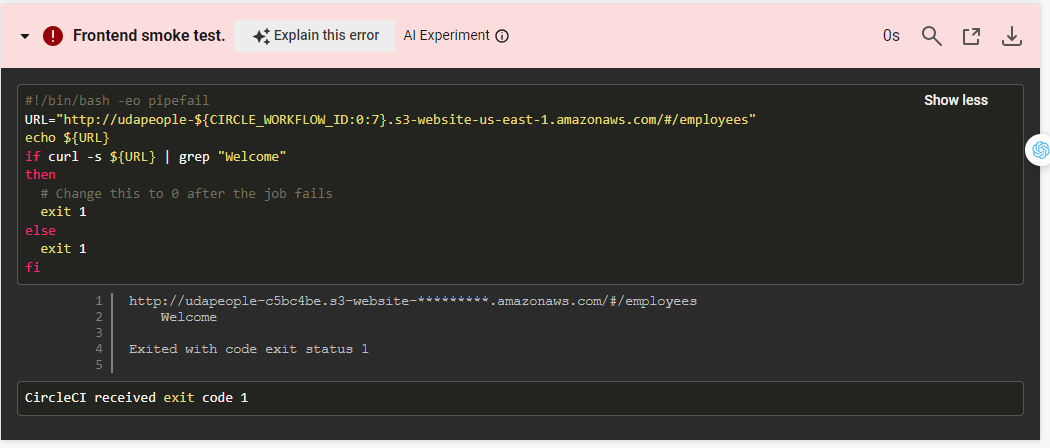 Frontend smoke test. Explain this error AI Experiment 0s
#!/bin/bash -eo pipefail Show less
URL="http://udapeople-${CIRCLE_WORKFLOW_ID:0:7}.s3-website-us-east-1.amazonaws.com/#/employees"
echo ${URL}
if curl -s ${URL} | grep "Welcome"
then
# Change this to 0 after the job fails
exit 1
else
exit 1
fi
1 http://udapeople-c5bc4be.s3-website-*********.amazonaws.com/#/employees
2 Welcome
3
4 Exited with code exit status 1
5
CircleCI received exit code 1